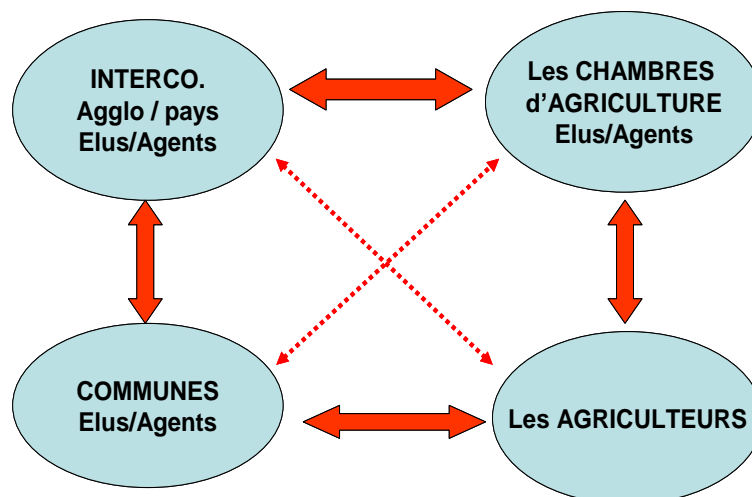 INTERCO.
Agglo / pays
Elus/Agents
Les CHAMBRES
d'AGRICULTURE
Elus/Agents
COMMUNES
Elus/Agents
Les AGRICULTEURS